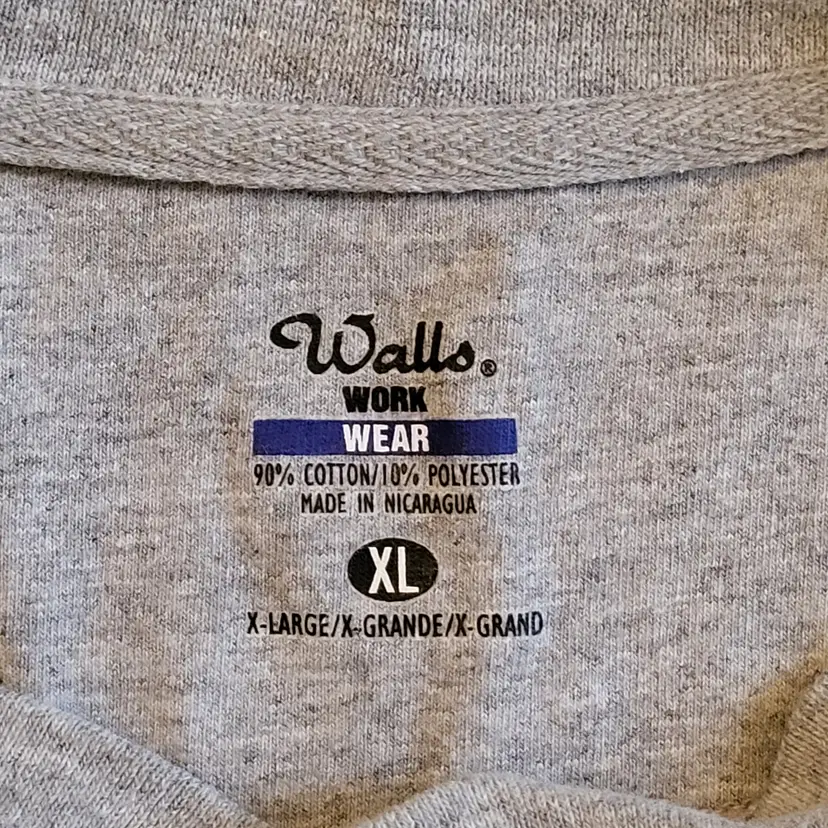 Walls®
WORK
WEAR
90% COTTON/10% POLYESTER
MADE IN NICARAGUA
XL
X-LARGE/X-GRANDE/X-GRAND